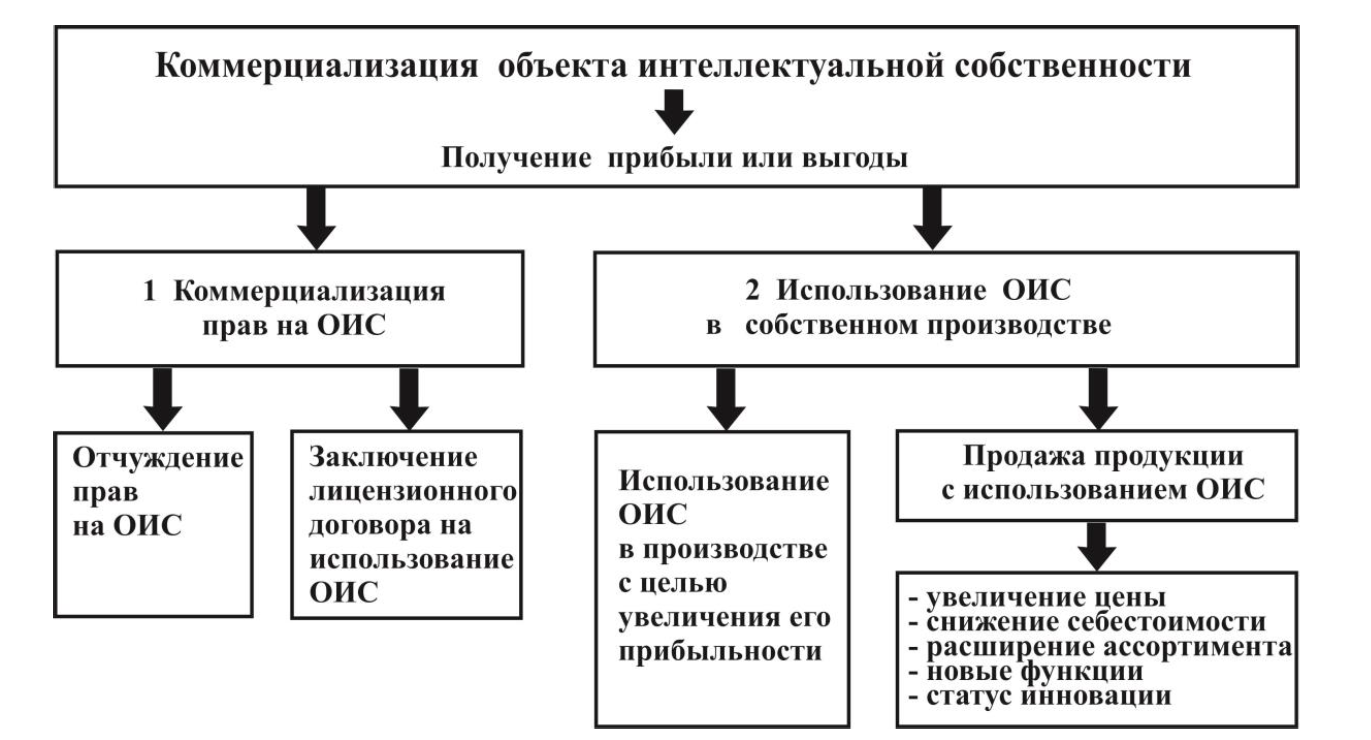 Коммерциализация объекта интеллектуальной собственности
Получение прибыли или выгоды
1 Коммерциализация
прав на ОИС
2 Использование ОИС
в собственном производстве
Отчуждение
прав
на ОИС
Заключение
лицензионного
договора на
использование
ОИС
Использование
ОИС
в производстве
с целью
увеличения его
прибыльности
Продажа продукции
с использованием ОИС
- увеличение цены
- снижение себестоимости
- расширение ассортимента
- новые функции
- статус инновации